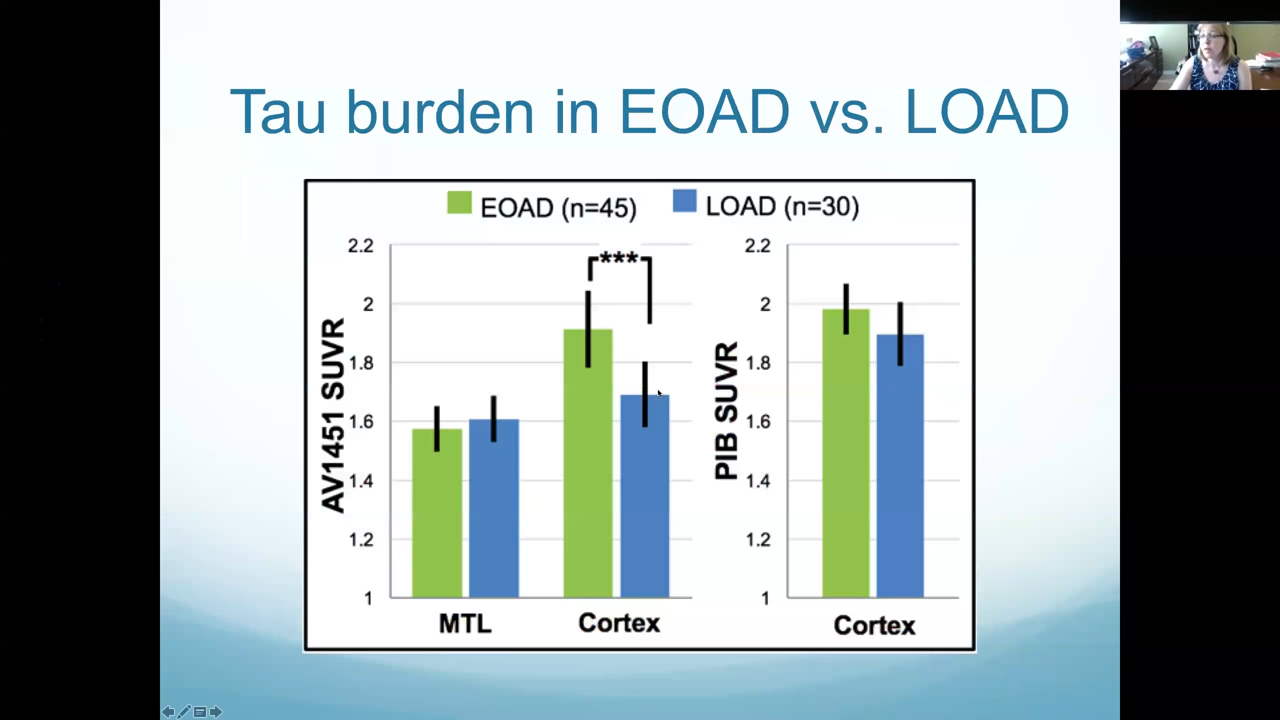 Tau burden in EOAD vs. LOAD
EOAD (n=45)
LOAD (n=30)
AV1451 SUVR
2.2
2
1.8
1.6
1.4
1.2
1
***
MTL
Cortex
PIB SUVR
2.2
2
1.8
1.6
1.4
1.2
1
Cortex